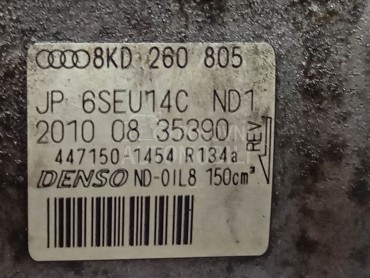 8KD 260 805
JP 6SEU14C ND1
2010 08 35390
REV
447150-1454 R134a
DENSO ND-OIL8 150cm³